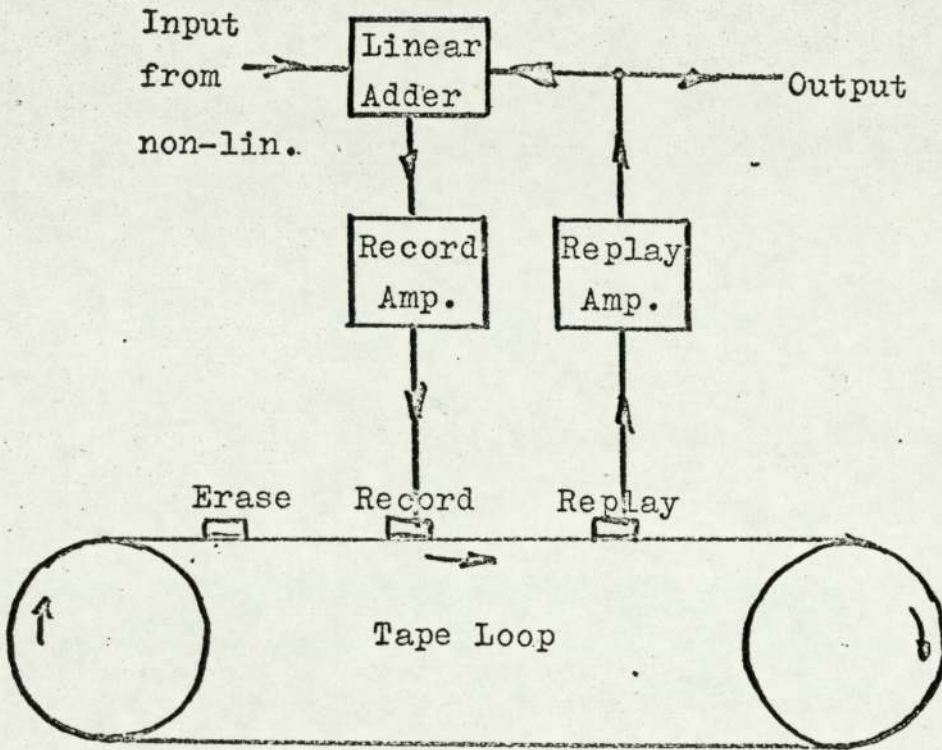 Input
from
non-lin.
Linear
Adder
Output
Record
Amp.
Replay
Amp.
Erase
Record
Replay
Tape Loop